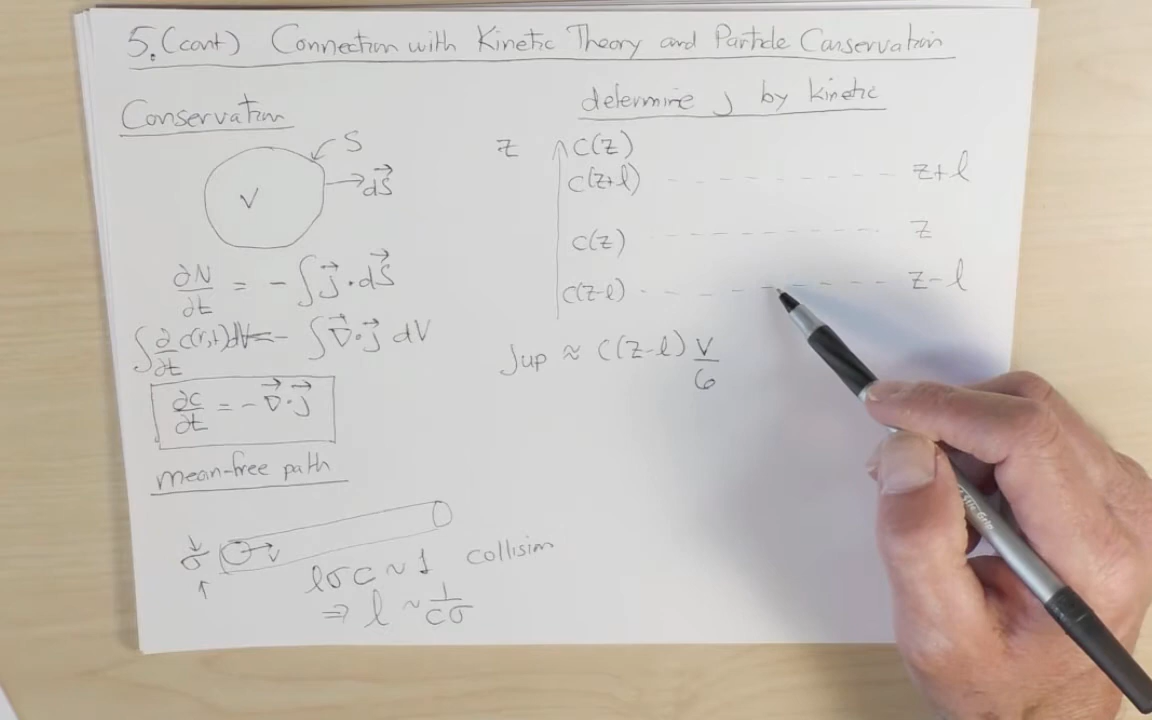 5.(cont) Connection with Kinetic Theory and Particle Conservation
Conservation
S
V
dS⃗
∂N/∂t = - ∫ j⃗ · dS⃗
∫ ∂/∂t c(r,t) dV = - ∫ ∇⃗ · j⃗ dV
∂c/∂t = - ∇⃗ · j⃗
mean-free path
σ
v
lσc ~ 1 collision
⇒ l ~ 1/cσ
determine j by kinetic
z c(z)
c(z+l) z+l
c(z) z
c(z-l) z-l
jup ≈ c(z-l) v/6